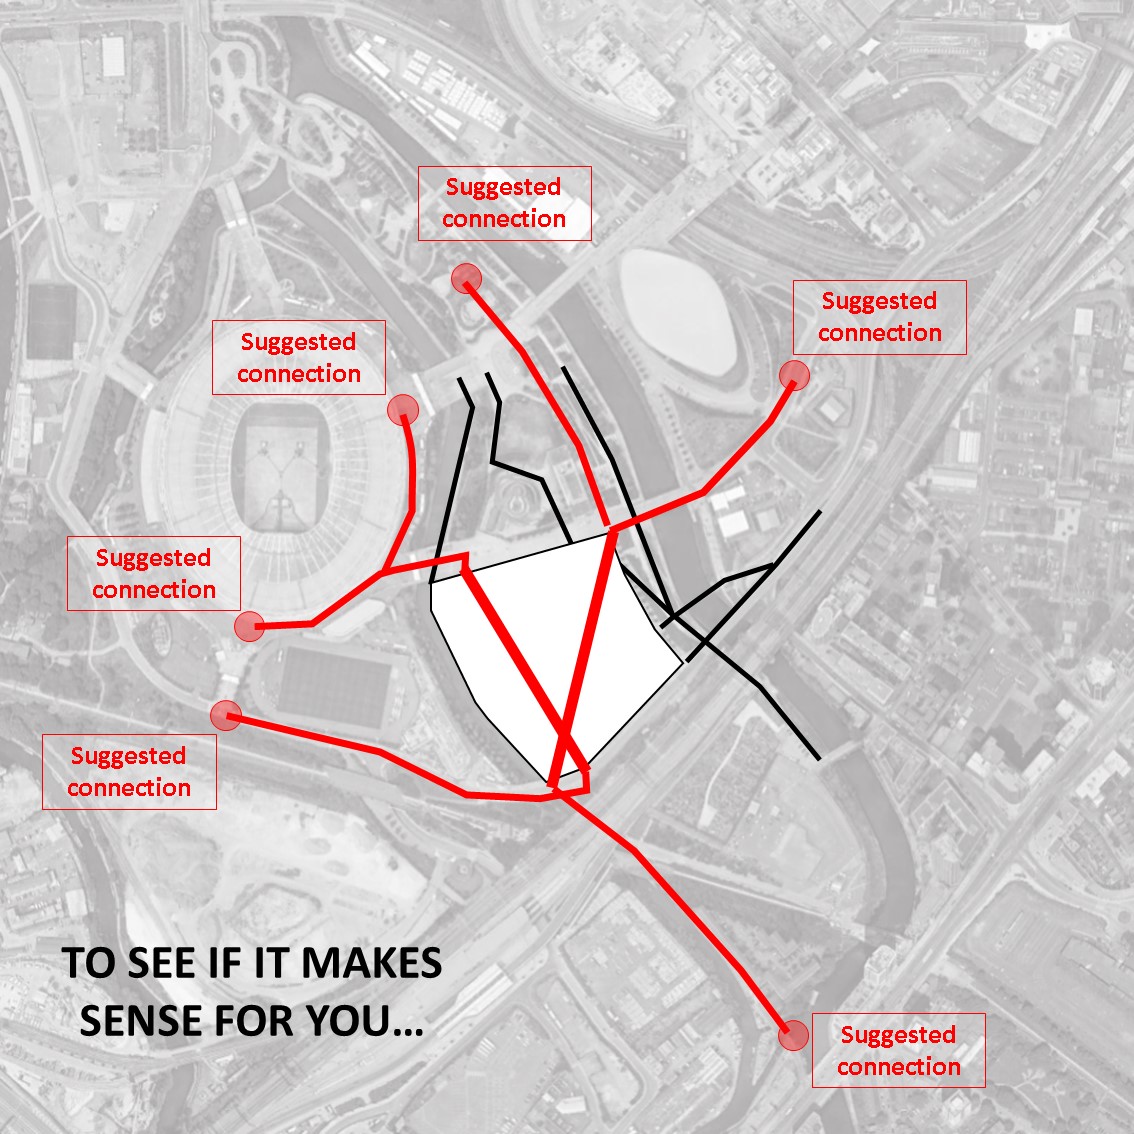 Suggested
connection
Suggested
connection
Suggested
connection
Suggested
connection
Suggested
connection
TO SEE IF IT MAKES
SENSE FOR YOU...
Suggested
connection